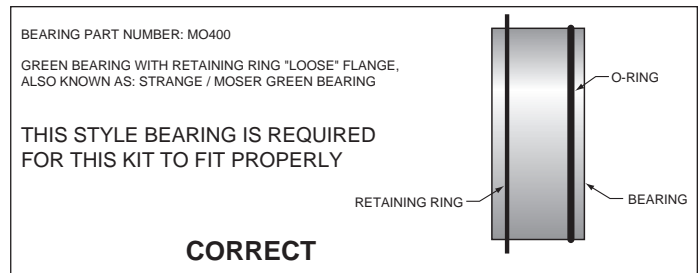 BEARING PART NUMBER: MO400
GREEN BEARING WITH RETAINING RING "LOOSE" FLANGE,
ALSO KNOWN AS: STRANGE / MOSER GREEN BEARING
THIS STYLE BEARING IS REQUIRED
FOR THIS KIT TO FIT PROPERLY
O-RING
RETAINING RING
BEARING
CORRECT